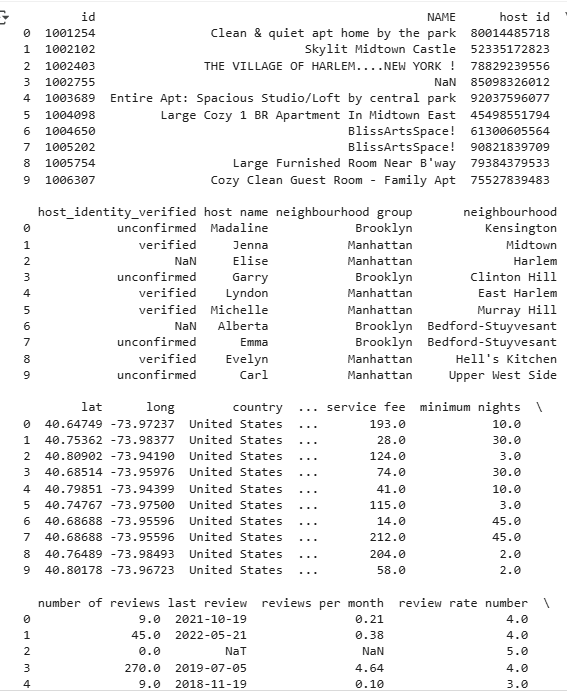 id NAME host id \
0 1001254 Clean & quiet apt home by the park 80014485718
1 1002102 Skylit Midtown Castle 52335172823
2 1002403 THE VILLAGE OF HARLEM....NEW YORK ! 78829239556
3 1002755 NaN 85098326012
4 1003689 Entire Apt: Spacious Studio/Loft by central park 92037596077
5 1004098 Large Cozy 1 BR Apartment In Midtown East 45498551794
6 1004650 BlissArtsSpace! 61300605564
7 1005202 BlissArtsSpace! 90821839709
8 1005754 Large Furnished Room Near B'way 79384379533
9 1006307 Cozy Clean Guest Room - Family Apt 75527839483
host_identity_verified host name neighbourhood group neighbourhood
0 unconfirmed Madaline Brooklyn Kensington
1 verified Jenna Manhattan Midtown
2 NaN Elise Manhattan Harlem
3 unconfirmed Garry Brooklyn Clinton Hill
4 verified Lyndon Manhattan East Harlem
5 verified Michelle Manhattan Murray Hill
6 NaN Alberta Brooklyn Bedford-Stuyvesant
7 unconfirmed Emma Brooklyn Bedford-Stuyvesant
8 verified Evelyn Manhattan Hell's Kitchen
9 unconfirmed Carl Manhattan Upper West Side
lat long country ... service fee minimum nights \
0 40.64749 -73.97237 United States ... 193.0 10.0
1 40.75362 -73.98377 United States ... 28.0 30.0
2 40.80902 -73.94190 United States ... 124.0 3.0
3 40.68514 -73.95976 United States ... 74.0 30.0
4 40.79851 -73.94399 United States ... 41.0 10.0
5 40.74767 -73.97500 United States ... 115.0 3.0
6 40.68688 -73.95596 United States ... 14.0 45.0
7 40.68688 -73.95596 United States ... 212.0 45.0
8 40.76489 -73.98493 United States ... 204.0 2.0
9 40.80178 -73.96723 United States ... 58.0 2.0
number of reviews last review reviews per month review rate number \
0 9.0 2021-10-19 0.21 4.0
1 45.0 2022-05-21 0.38 4.0
2 0.0 NaT NaN 5.0
3 270.0 2019-07-05 4.64 4.0
4 9.0 2018-11-19 0.10 3.0